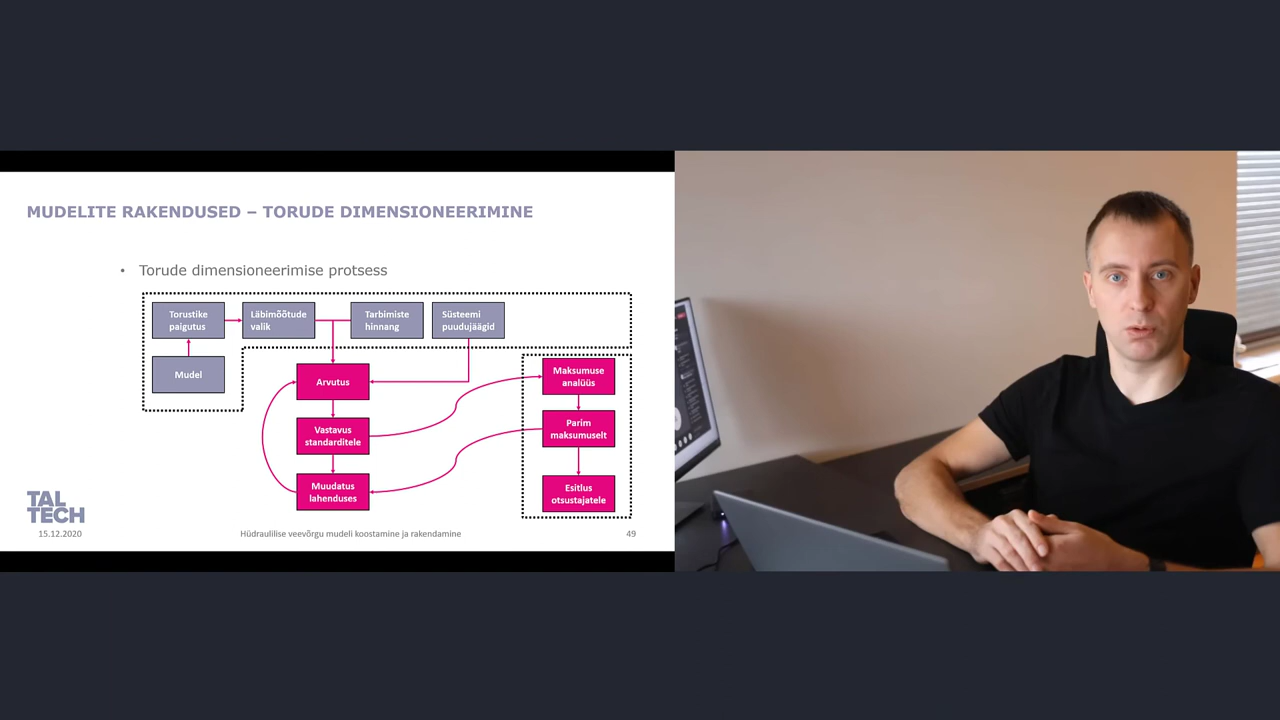 MUDELITE RAKENDUSED – TORUDE DIMENSIONEERIMINE
• Torude dimensioneerimise protsess
Torustike
paigutus
Läbimõõtude
valik
Tarbimiste
hinnang
Süsteemi
puudujäägid
Mudel
Arvutus
Vastavus
standarditele
Muudatus
lahenduses
Maksumuse
analüüs
Parim
maksumuselt
Esitlus
otsustajatele
TAL
TECH
15.12.2020
Hüdraulilise veevõrgu mudeli koostamine ja rakendamine
49